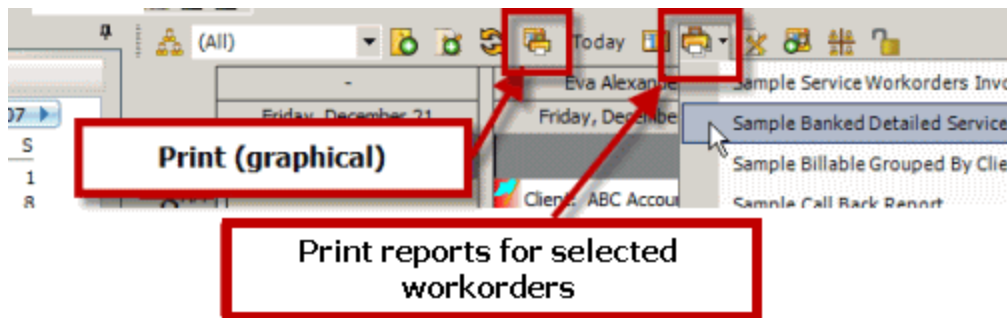 (All) Today
- Eva Alexande Sample Service Workorders Invo
07 Friday, December 21 Friday, Decembe Sample Banked Detailed Service
S
1 Print (graphical) Sample Billable Grouped By Clie
8 Client: ABC Accou Sample Call Back Report
Print reports for selected
workorders